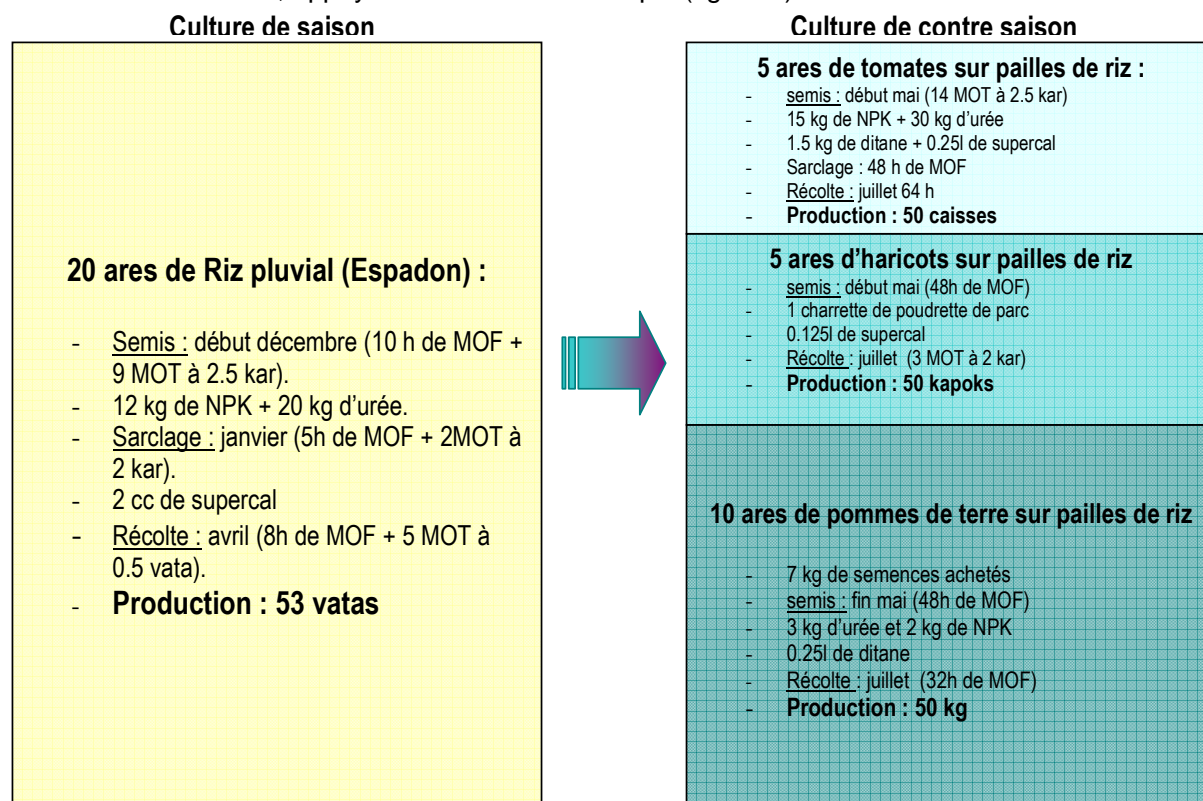 Culture de saison
20 ares de Riz pluvial (Espadon) :
- Semis : début décembre (10 h de MOF +
9 MOT à 2.5 kar).
- 12 kg de NPK + 20 kg d’urée.
- Sarclage : janvier (5h de MOF + 2MOT à
2 kar).
- 2 cc de supercal
- Récolte : avril (8h de MOF + 5 MOT à
0.5 vata).
- Production : 53 vatas
Culture de contre saison
5 ares de tomates sur pailles de riz :
- semis : début mai (14 MOT à 2.5 kar)
- 15 kg de NPK + 30 kg d’urée
- 1.5 kg de ditane + 0.25l de supercal
- Sarclage : 48 h de MOF
- Récolte : juillet 64 h
- Production : 50 caisses
5 ares d’haricots sur pailles de riz
- semis : début mai (48h de MOF)
- 1 charrette de poudrette de parc
- 0.125l de supercal
- Récolte : juillet (3 MOT à 2 kar)
- Production : 50 kapoks
10 ares de pommes de terre sur pailles de riz
- 7 kg de semences achetés
- semis : fin mai (48h de MOF)
- 3 kg d’urée et 2 kg de NPK
- 0.25l de ditane
- Récolte : juillet (32h de MOF)
- Production : 50 kg